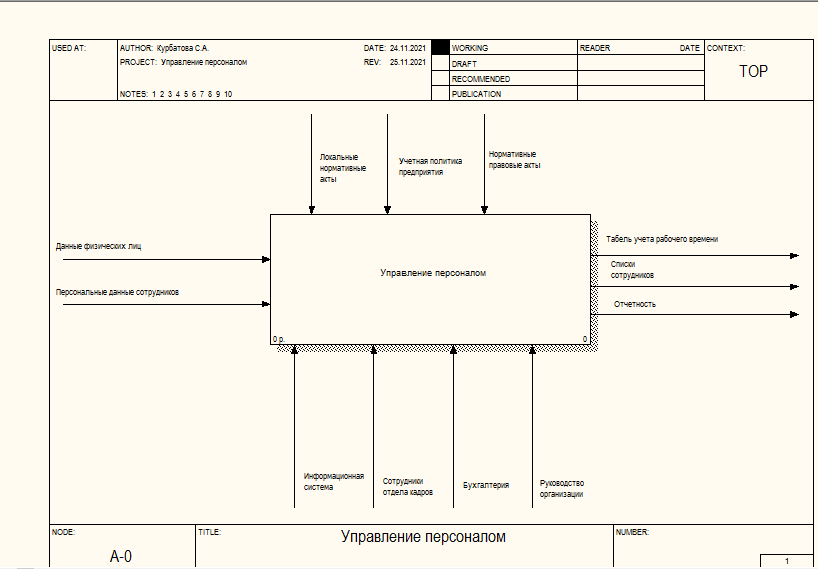 USED AT:
AUTHOR: Курбатова С.А.
DATE: 24.11.2021
WORKING
READER
DATE
CONTEXT:
PROJECT: Управление персоналом
REV: 25.11.2021
DRAFT
TOP
RECOMMENDED
NOTES: 1 2 3 4 5 6 7 8 9 10
PUBLICATION
Локальные
нормативные
акты
Учетная политика
предприятия
Нормативные
правовые акты
Данные физических лиц
Персональные данные сотрудников
Управление персоналом
0 р.
0
Табель учета рабочего времени
Списки
сотрудников
Отчетность
Информационная
система
Сотрудники
отдела кадров
Бухгалтерия
Руководство
организации
NODE:
A-0
TITLE:
Управление персоналом
NUMBER:
1